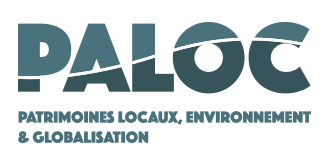 PALOC
PATRIMOINES LOCAUX, ENVIRONNEMENT
& GLOBALISATION